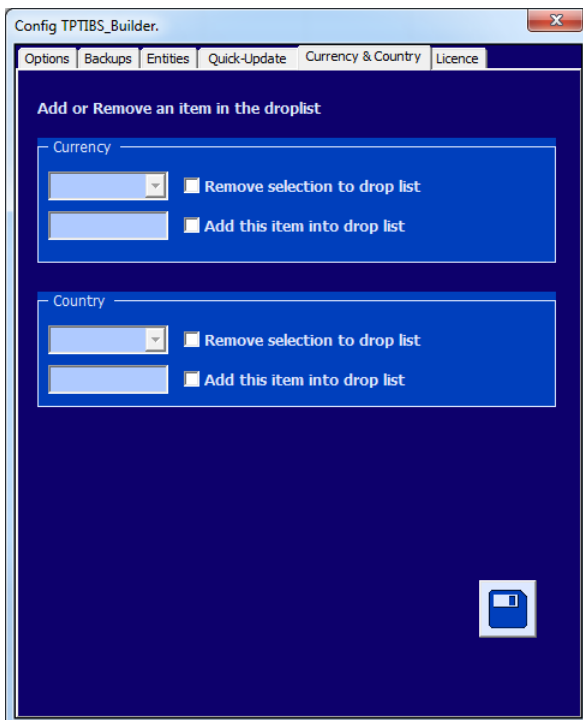 Config TPTIBS_Builder.
Options Backups Entities Quick-Update Currency & Country Licence
Add or Remove an item in the droplist
Currency
Remove selection to drop list
Add this item into drop list
Country
Remove selection to drop list
Add this item into drop list